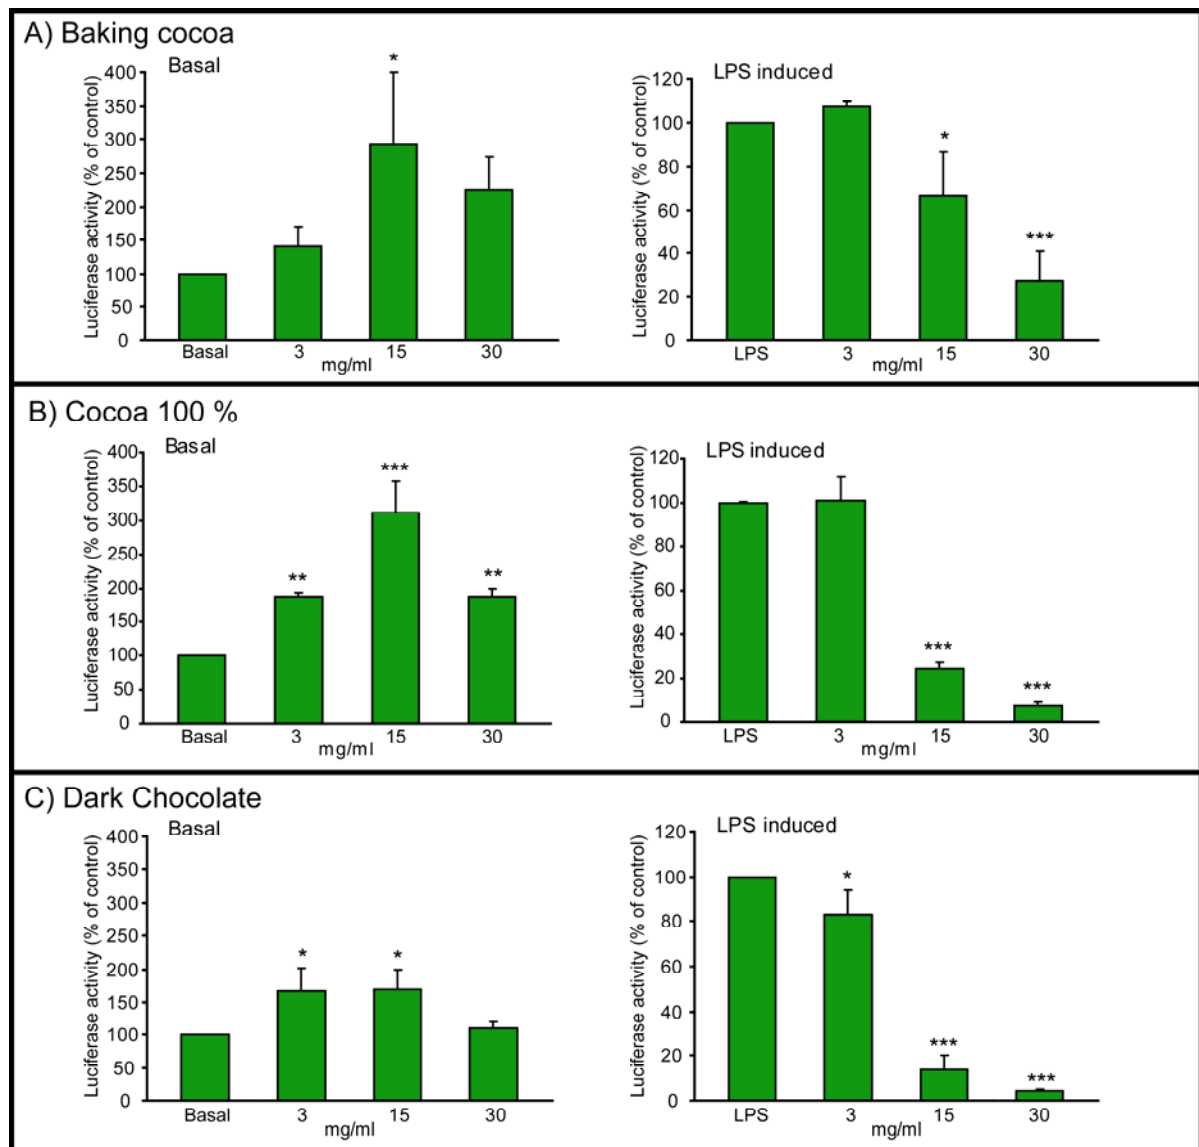 A) Baking cocoa
Basal
Luciferase activity (% of control)
400
350
300
250
200
150
100
50
0
*
Basal 3 15 30
mg/ml
LPS induced
Luciferase activity (% of control)
120
100
80
60
40
20
0
*
***
LPS 3 15 30
mg/ml
B) Cocoa 100 %
Basal
Luciferase activity (% of control)
400
350
300
250
200
150
100
50
0
**
***
**
Basal 3 15 30
mg/ml
LPS induced
Luciferase activity (% of control)
120
100
80
60
40
20
0
***
***
LPS 3 15 30
mg/ml
C) Dark Chocolate
Basal
Luciferase activity (% of control)
400
350
300
250
200
150
100
50
0
*
*
Basal 3 15 30
mg/ml
LPS induced
Luciferase activity (% of control)
120
100
80
60
40
20
0
*
***
***
LPS 3 15 30
mg/ml